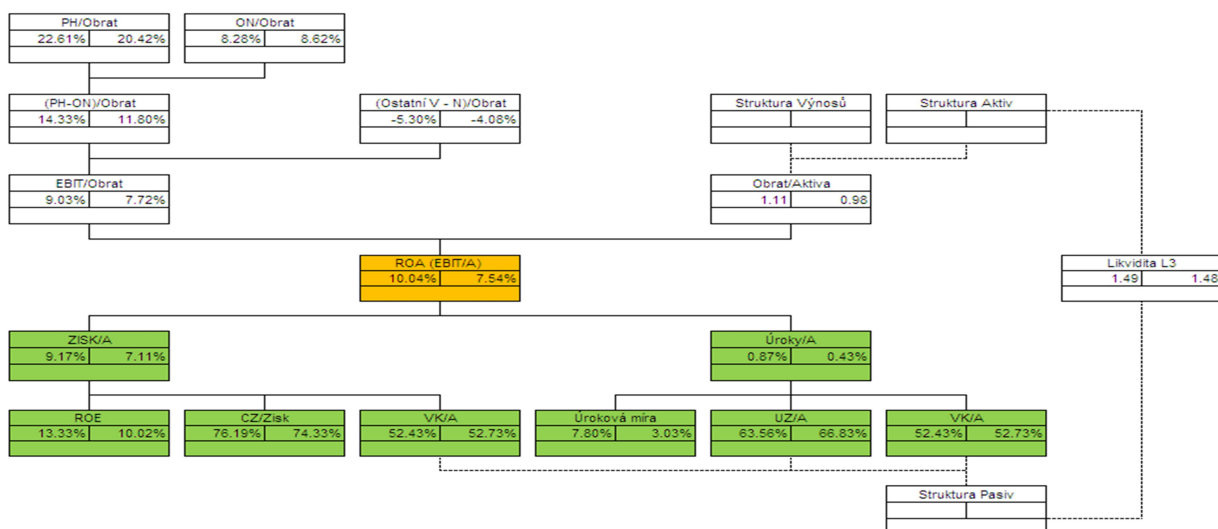 PH/Obrat ON/Obrat
22.61% 20.42% 8.28% 8.62%
(PH-ON)/Obrat (Ostatní V - N)/Obrat Struktura Výnosů Struktura Aktiv
14.33% 11.80% -5.30% -4.08%
EBIT/Obrat Obrat/Aktiva
9.03% 7.72% 1.11 0.98
ROA (EBIT/A) Likvidita L3
10.04% 7.54% 1.49 1.48
ZISK/A Úroky/A
9.17% 7.11% 0.87% 0.43%
ROE CZ/Zisk VK/A Úroková míra UZ/A VK/A
13.33% 10.02% 76.19% 74.33% 52.43% 52.73% 7.80% 3.03% 63.56% 66.83% 52.43% 52.73%
Struktura Pasiv